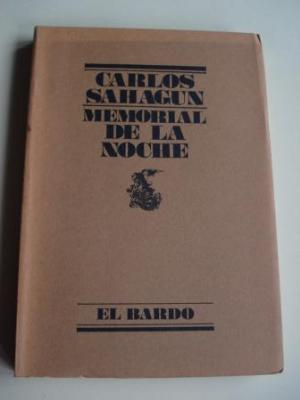 CARLOS
SAHAGUN
MEMORIAL
DE LA
NOCHE
EL BARDO